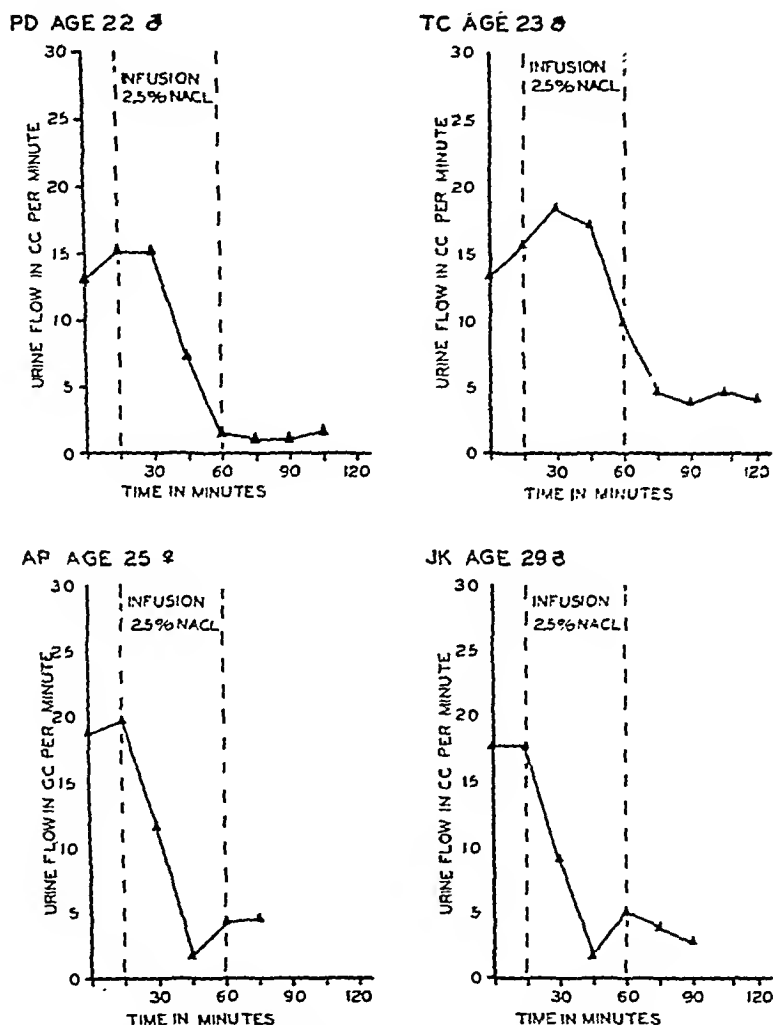 PD AGE 22 ♂
30
25
20
15
10
5
0
URINE FLOW IN CC PER MINUTE
INFUSION
2.5% NACL
30 60 90 120
TIME IN MINUTES
TC AGE 23 ♂
30
25
20
15
10
5
0
URINE FLOW IN CC PER MINUTE
INFUSION
2.5% NACL
30 60 90 120
TIME IN MINUTES
AP AGE 25 ♀
30
25
20
15
10
5
0
URINE FLOW IN CC PER MINUTE
INFUSION
2.5% NACL
30 60 90 120
TIME IN MINUTES
JK AGE 29 ♂
30
25
20
15
10
5
0
URINE FLOW IN CC PER MINUTE
INFUSION
2.5% NACL
30 60 90 120
TIME IN MINUTES